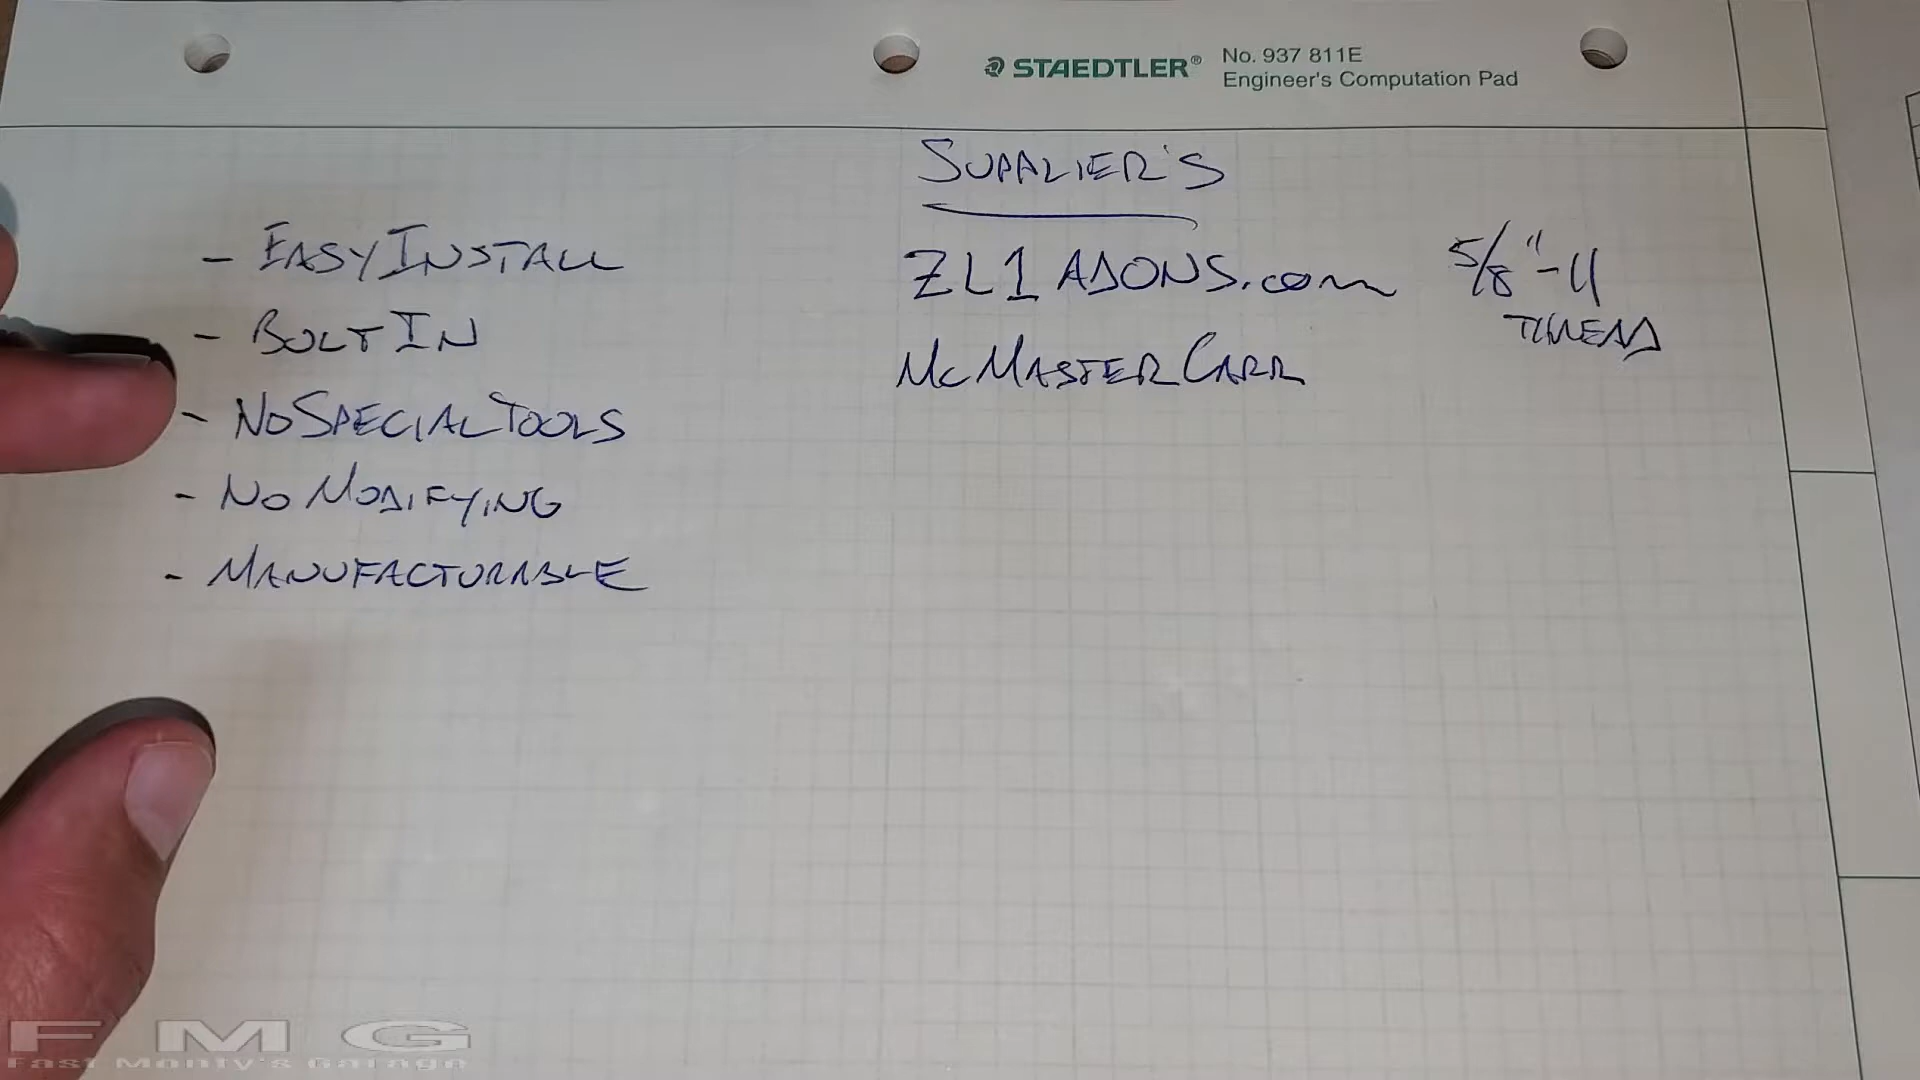 STAEDTLER® No. 937 811E
Engineer's Computation Pad
- EASY INSTALL
- BOLT IN
- NO SPECIAL TOOLS
- NO MODIFYING
- MANUFACTURABLE
SUPPLIER'S
ZL1 ADONS.com
McMASTER CARR
5/8"-11
THREAD
FMG
Fast Monty's Garage